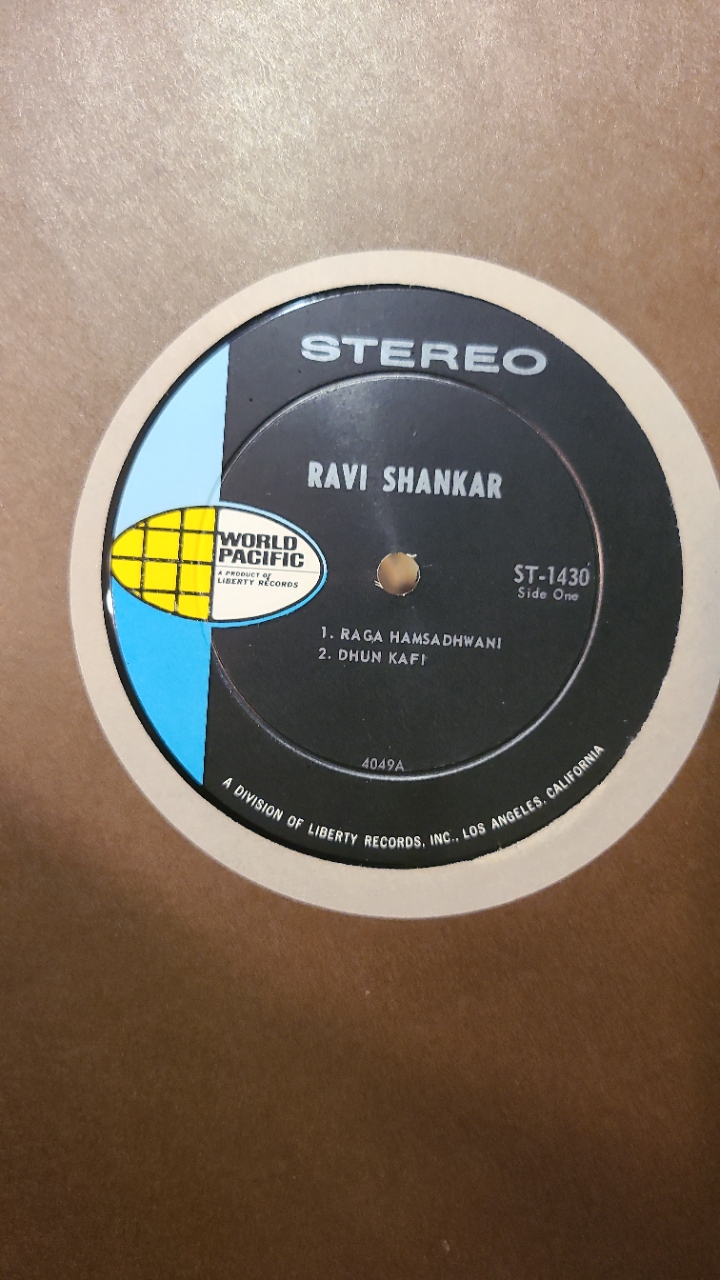 STEREO
RAVI SHANKAR
WORLD
PACIFIC
A PRODUCT OF
LIBERTY RECORDS
ST-1430
Side One
1. RAGA HAMSADHWANI
2. DHUN KAFI
4049A
A DIVISION OF LIBERTY RECORDS, INC., LOS ANGELES, CALIFORNIA